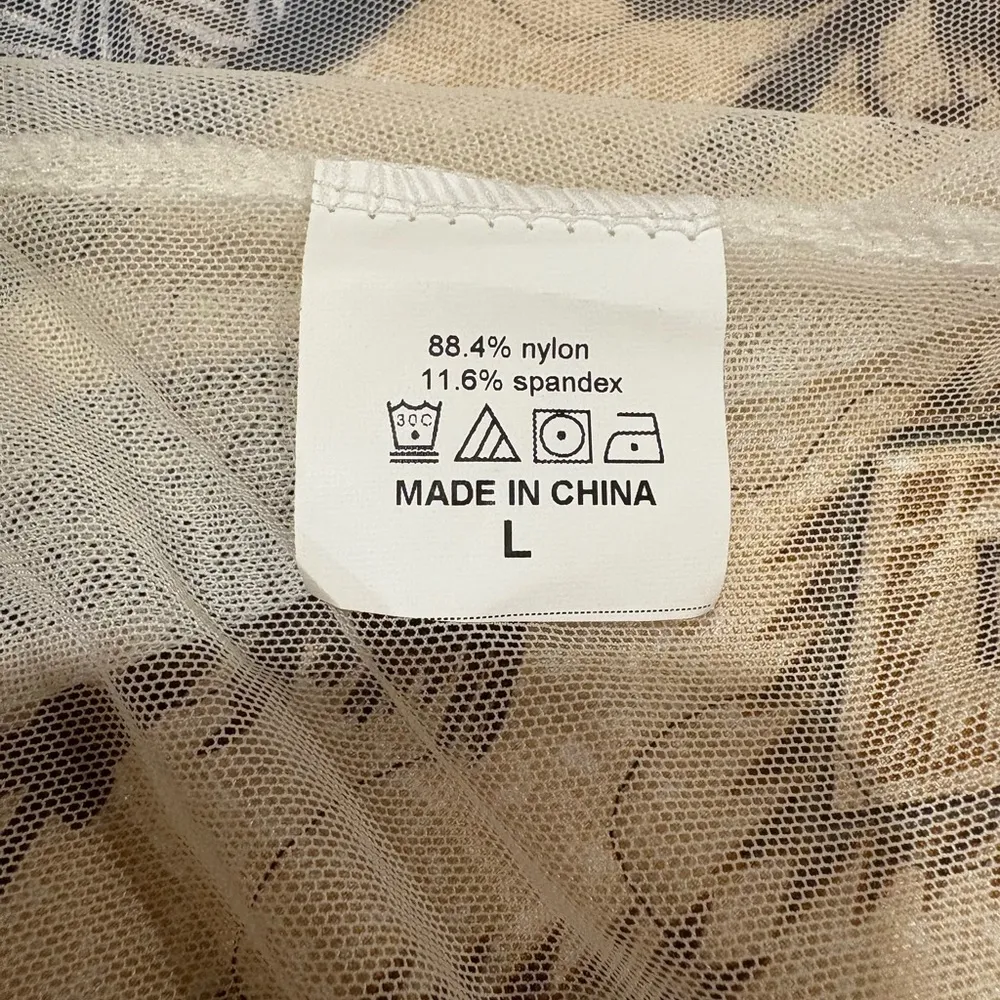 88.4% nylon
11.6% spandex
30C
MADE IN CHINA
L